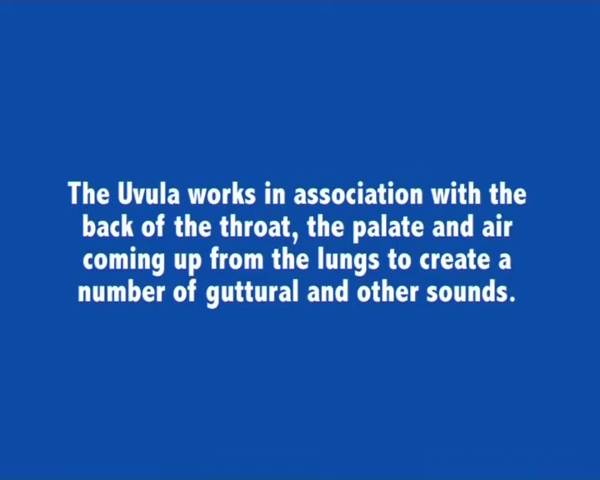 The Uvula works in association with the
back of the throat, the palate and air
coming up from the lungs to create a
number of guttural and other sounds.